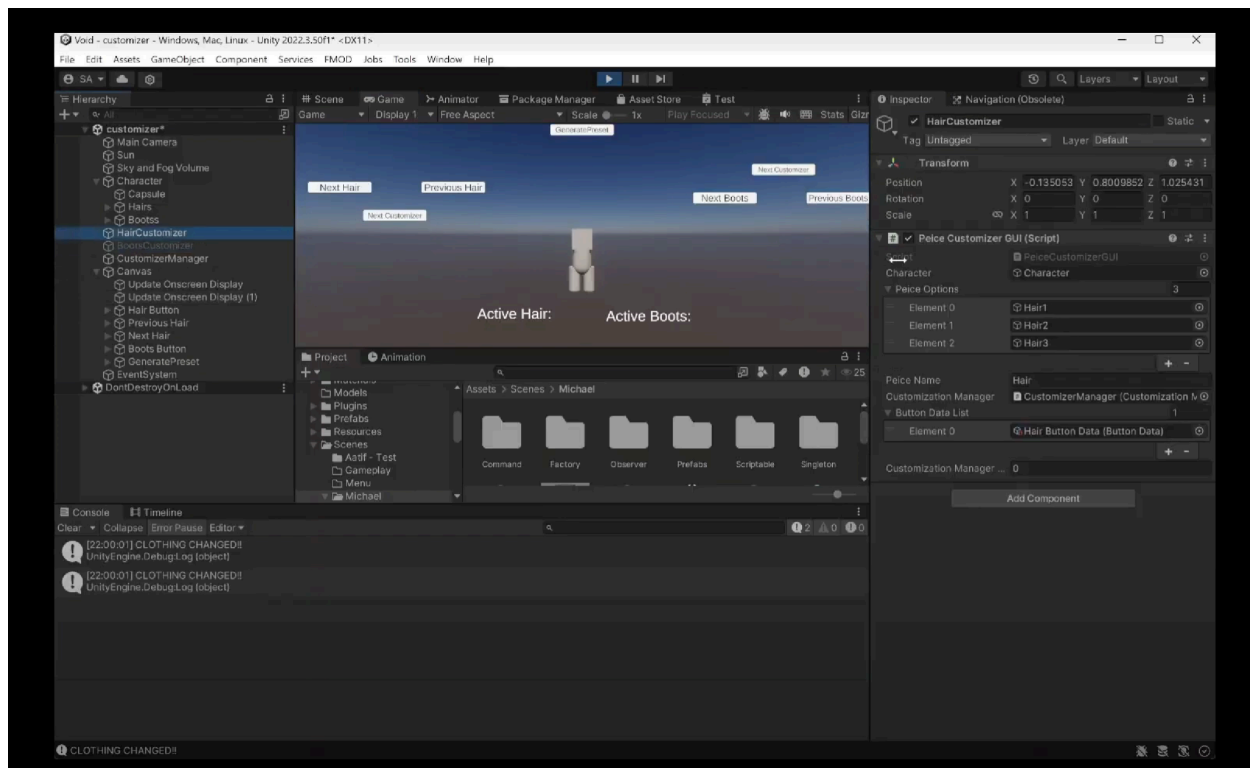 Void - customizer - Windows, Mac, Linux - Unity 2022.3.50f1* <DX11>
File Edit Assets GameObject Component Services FMOD Jobs Tools Window Help
SA Layers Layout
Hierarchy
All
customizer*
Main Camera
Sun
Sky and Fog Volume
Character
Capsule
Hairs
Bootss
HairCustomizer
BootsCustomizer
CustomizerManager
Canvas
Update Onscreen Display
Update Onscreen Display (1)
Hair Button
Previous Hair
Next Hair
Boots Button
GeneratePreset
EventSystem
DontDestroyOnLoad
Scene Game Animator Package Manager Asset Store Test
Game Display 1 Free Aspect Scale 1x Play Focused Stats Giz
GeneratePreset
Next Customizer
Next Hair Previous Hair
Next Boots Previous Boots
Next Customizer
Active Hair: Active Boots:
Project Animation
25
Materials
Models
Plugins
Prefabs
Resources
Scenes
Aatif - Test
Gameplay
Menu
Michael
Assets > Scenes > Michael
Command Factory Observer Prefabs Scriptable Singleton
Inspector Navigation (Obsolete)
HairCustomizer Static
Tag Untagged Layer Default
Transform
Position X -0.135053 Y 0.8009852 Z 1.025431
Rotation X 0 Y 0 Z 0
Scale X 1 Y 1 Z 1
Peice Customizer GUI (Script)
Script PeiceCustomizerGUI
Character Character
Peice Options 3
Element 0 Hair1
Element 1 Hair2
Element 2 Hair3
+ -
Peice Name Hair
Customization Manager CustomizerManager (Customization M
Button Data List 1
Element 0 Hair Button Data (Button Data)
+ -
Customization Manager ... 0
Add Component
Console Timeline
Clear Collapse Error Pause Editor 2 0 0
[22:00:01] CLOTHING CHANGED!!
UnityEngine.Debug:Log (object)
[22:00:01] CLOTHING CHANGED!!
UnityEngine.Debug:Log (object)
CLOTHING CHANGED!!